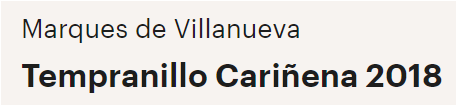 Marques de Villanueva
Tempranillo Cariñena 2018